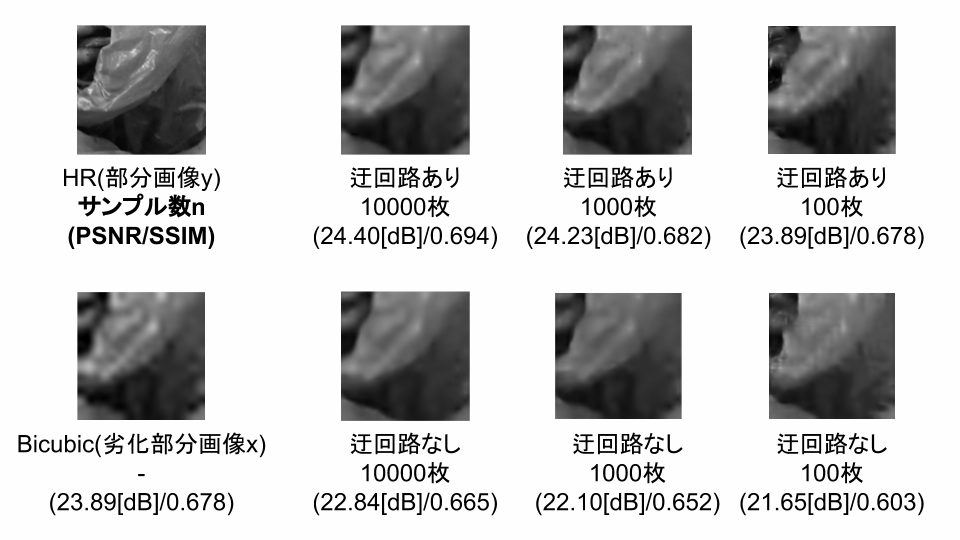 HR(部分画像y)
サンプル数n
(PSNR/SSIM)
迂回路あり
10000枚
(24.40[dB]/0.694)
迂回路あり
1000枚
(24.23[dB]/0.682)
迂回路あり
100枚
(23.89[dB]/0.678)
Bicubic(劣化部分画像x)
-
(23.89[dB]/0.678)
迂回路なし
10000枚
(22.84[dB]/0.665)
迂回路なし
1000枚
(22.10[dB]/0.652)
迂回路なし
100枚
(21.65[dB]/0.603)